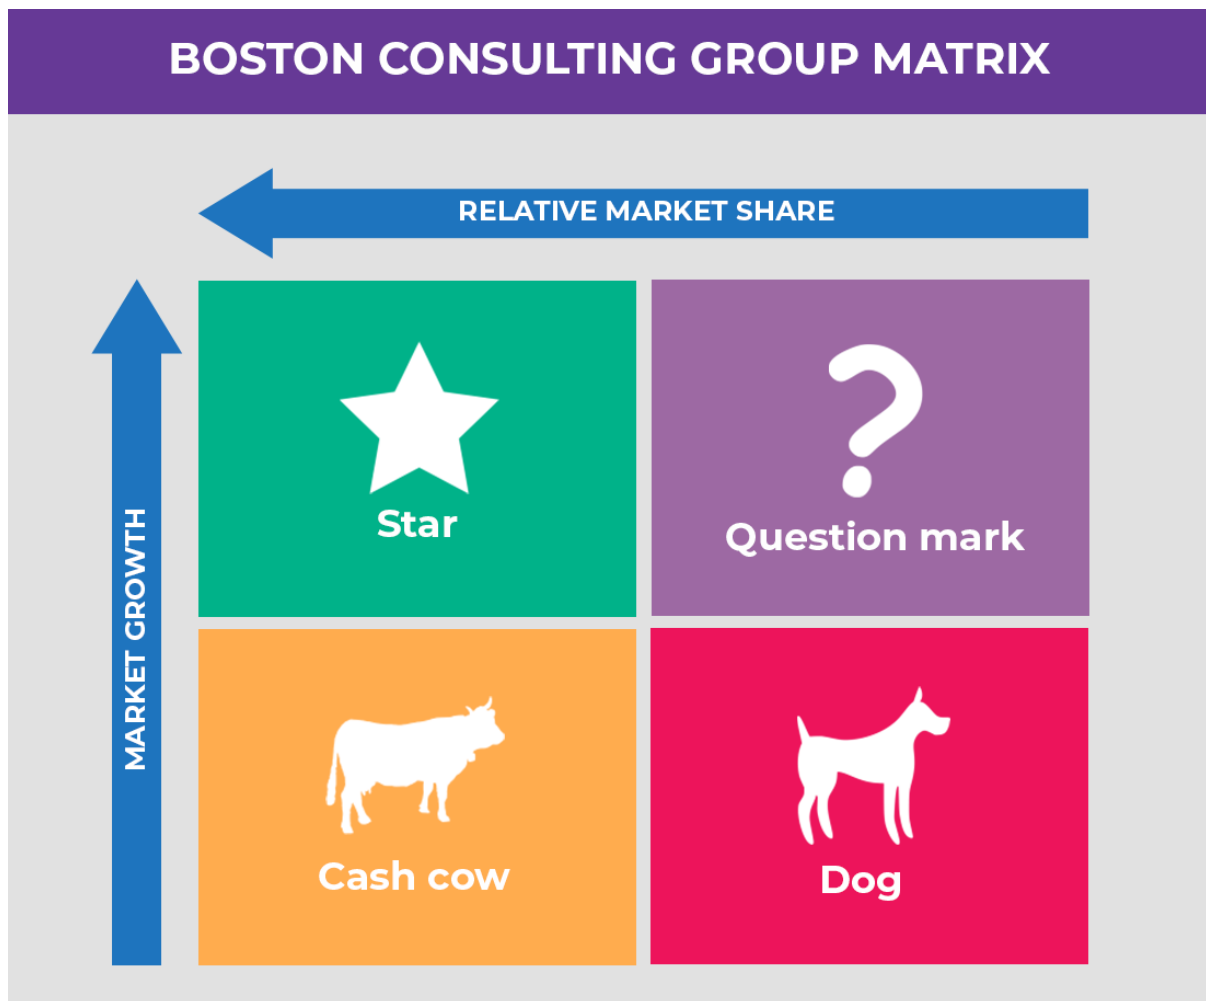 BOSTON CONSULTING GROUP MATRIX
RELATIVE MARKET SHARE
MARKET GROWTH
Star
Question mark
Cash cow
Dog